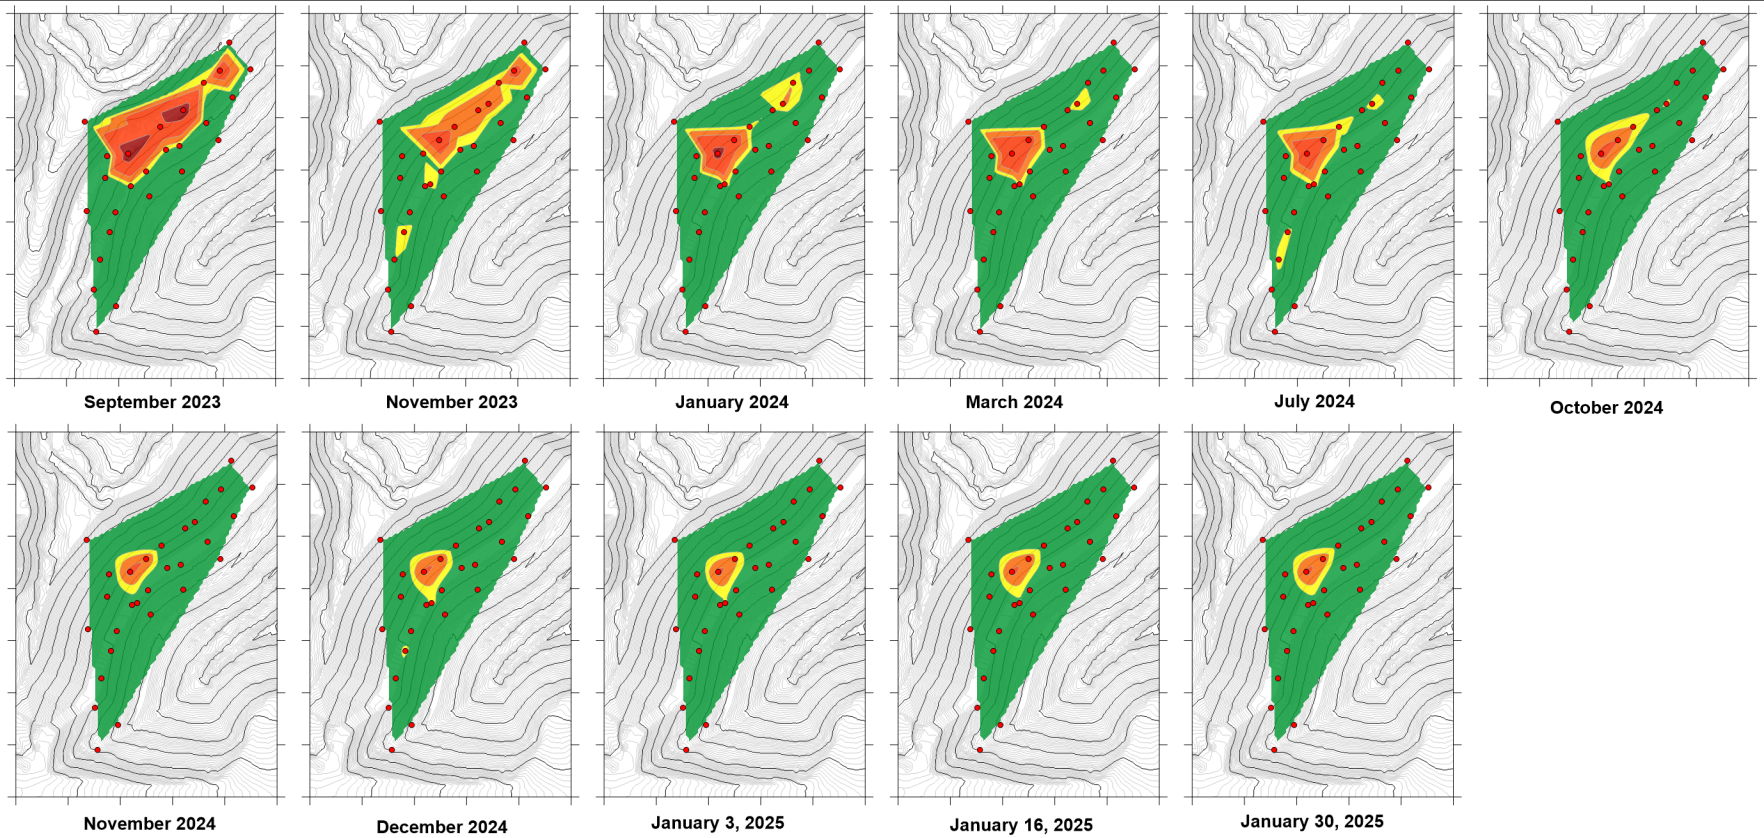 September 2023
November 2023
January 2024
March 2024
July 2024
October 2024
November 2024
December 2024
January 3, 2025
January 16, 2025
January 30, 2025